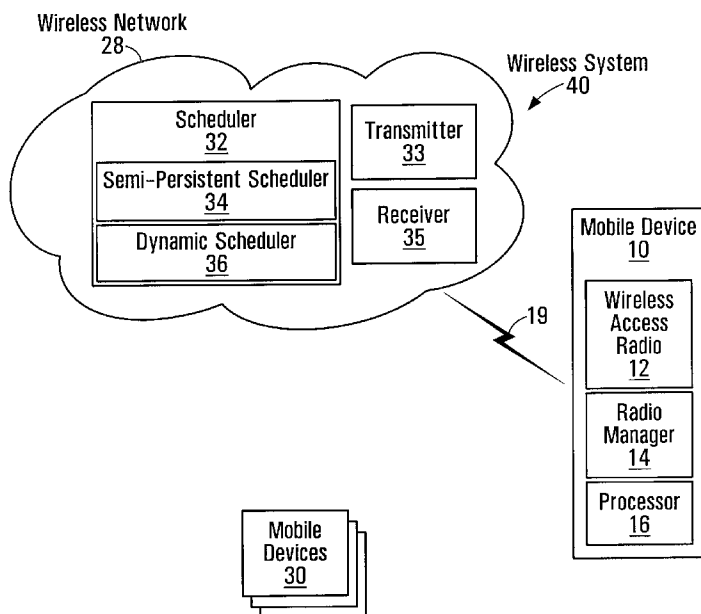 Wireless Network
28
Wireless System
40
Scheduler
32
Semi-Persistent Scheduler
34
Dynamic Scheduler
36
Transmitter
33
Receiver
35
19
Mobile Device
10
Wireless
Access
Radio
12
Radio
Manager
14
Processor
16
Mobile
Devices
30